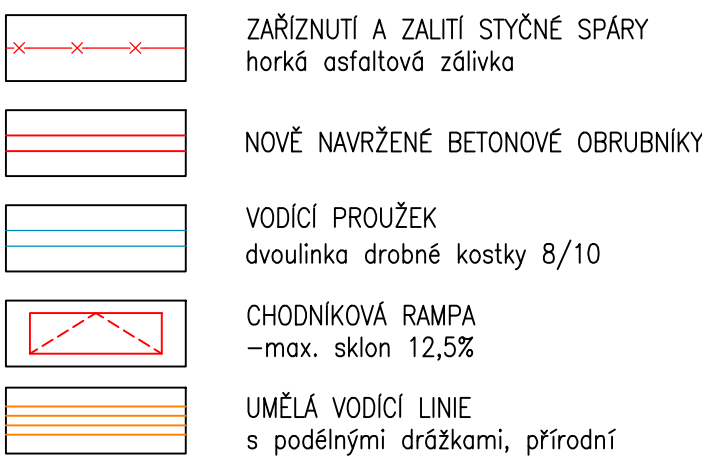 ZAŘÍZNUTÍ A ZALITÍ STYČNÉ SPÁRY
horká asfaltová zálivka
NOVĚ NAVRŽENÉ BETONOVÉ OBRUBNÍKY
VODÍCÍ PROUŽEK
dvoulinka drobné kostky 8/10
CHODNÍKOVÁ RAMPA
-max. sklon 12,5%
UMĚLÁ VODÍCÍ LINIE
s podélnými drážkami, přírodní